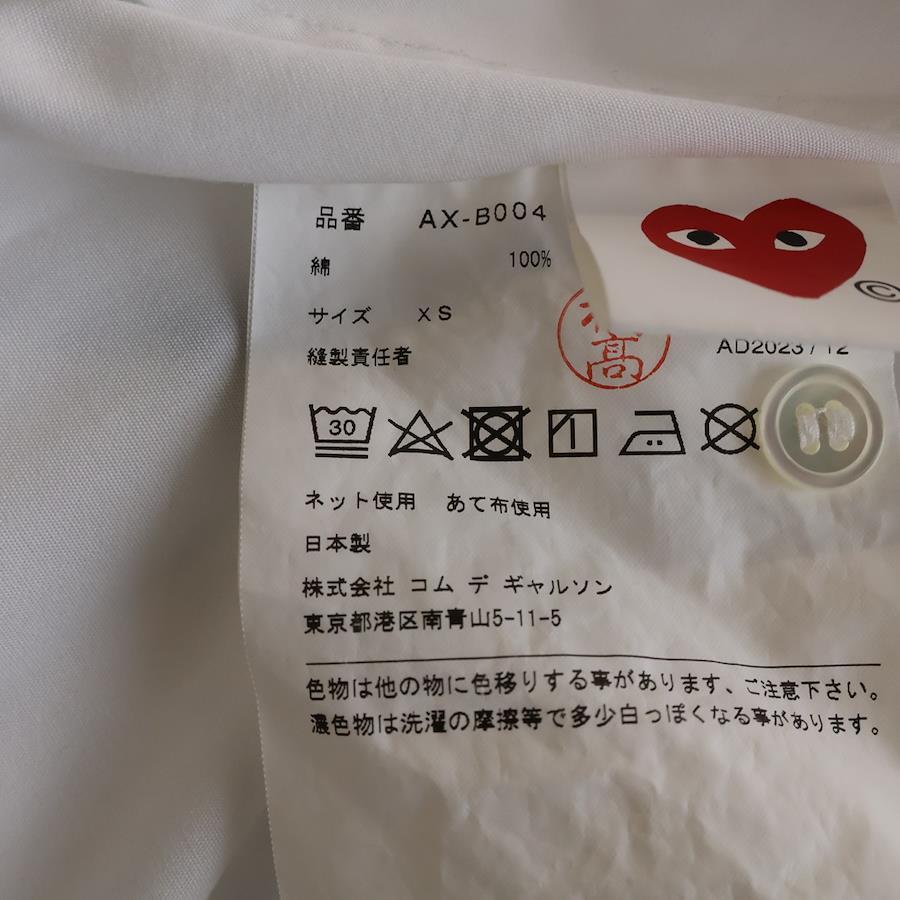 品番 AX-B004
綿 100%
サイズ XS
縫製責任者 高
AD2023/12
30
ネット使用 あて布使用
日本製
株式会社 コム デ ギャルソン
東京都港区南青山5-11-5
色物は他の物に色移りする事があります、ご注意下さい。
濃色物は洗濯の摩擦等で多少白っぽくなる事があります。
©